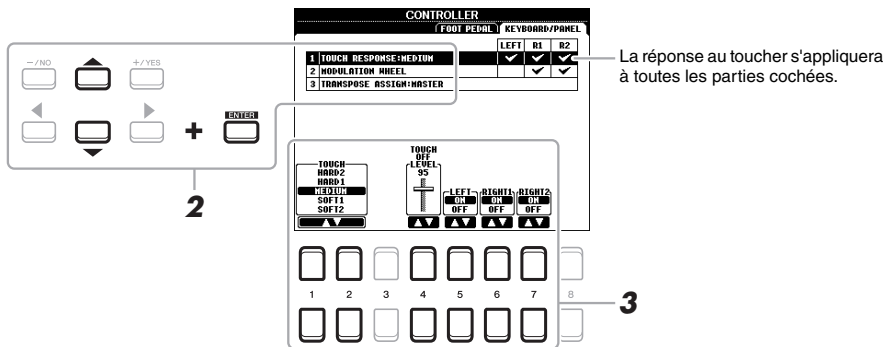 CONTROLLER
FOOT PEDAL KEYBOARD/PANEL
LEFT R1 R2
1 TOUCH RESPONSE:MEDIUM
2 MODULATION WHEEL
3 TRANSPOSE ASSIGN:MASTER
La réponse au toucher s'appliquera
à toutes les parties cochées.
–/NO +/YES
+ ENTER
2
TOUCH
HARD2
HARD1
MEDIUM
SOFT1
SOFT2
TOUCH
OFF
LEVEL
95
LEFT RIGHT1 RIGHT2
ON ON ON
OFF OFF OFF
1 2 3 4 5 6 7 8
3